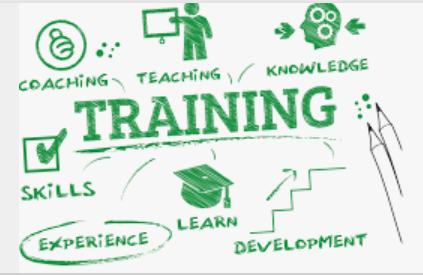 COACHING
TEACHING
KNOWLEDGE
TRAINING
SKILLS
LEARN
EXPERIENCE
DEVELOPMENT